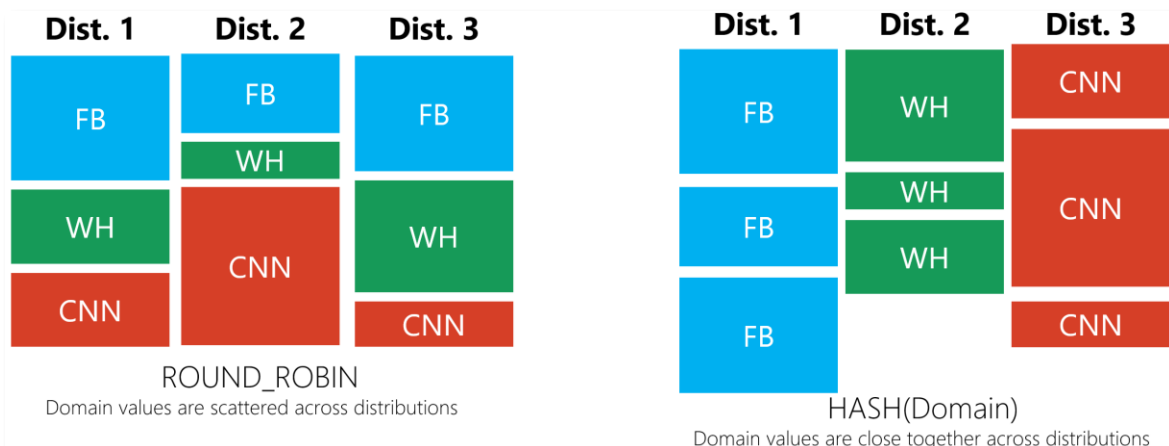 Dist. 1 Dist. 2 Dist. 3
FB FB FB
WH WH WH
CNN CNN CNN
ROUND_ROBIN
Domain values are scattered across distributions
Dist. 1 Dist. 2 Dist. 3
FB WH CNN
FB WH CNN
FB WH CNN
HASH(Domain)
Domain values are close together across distributions